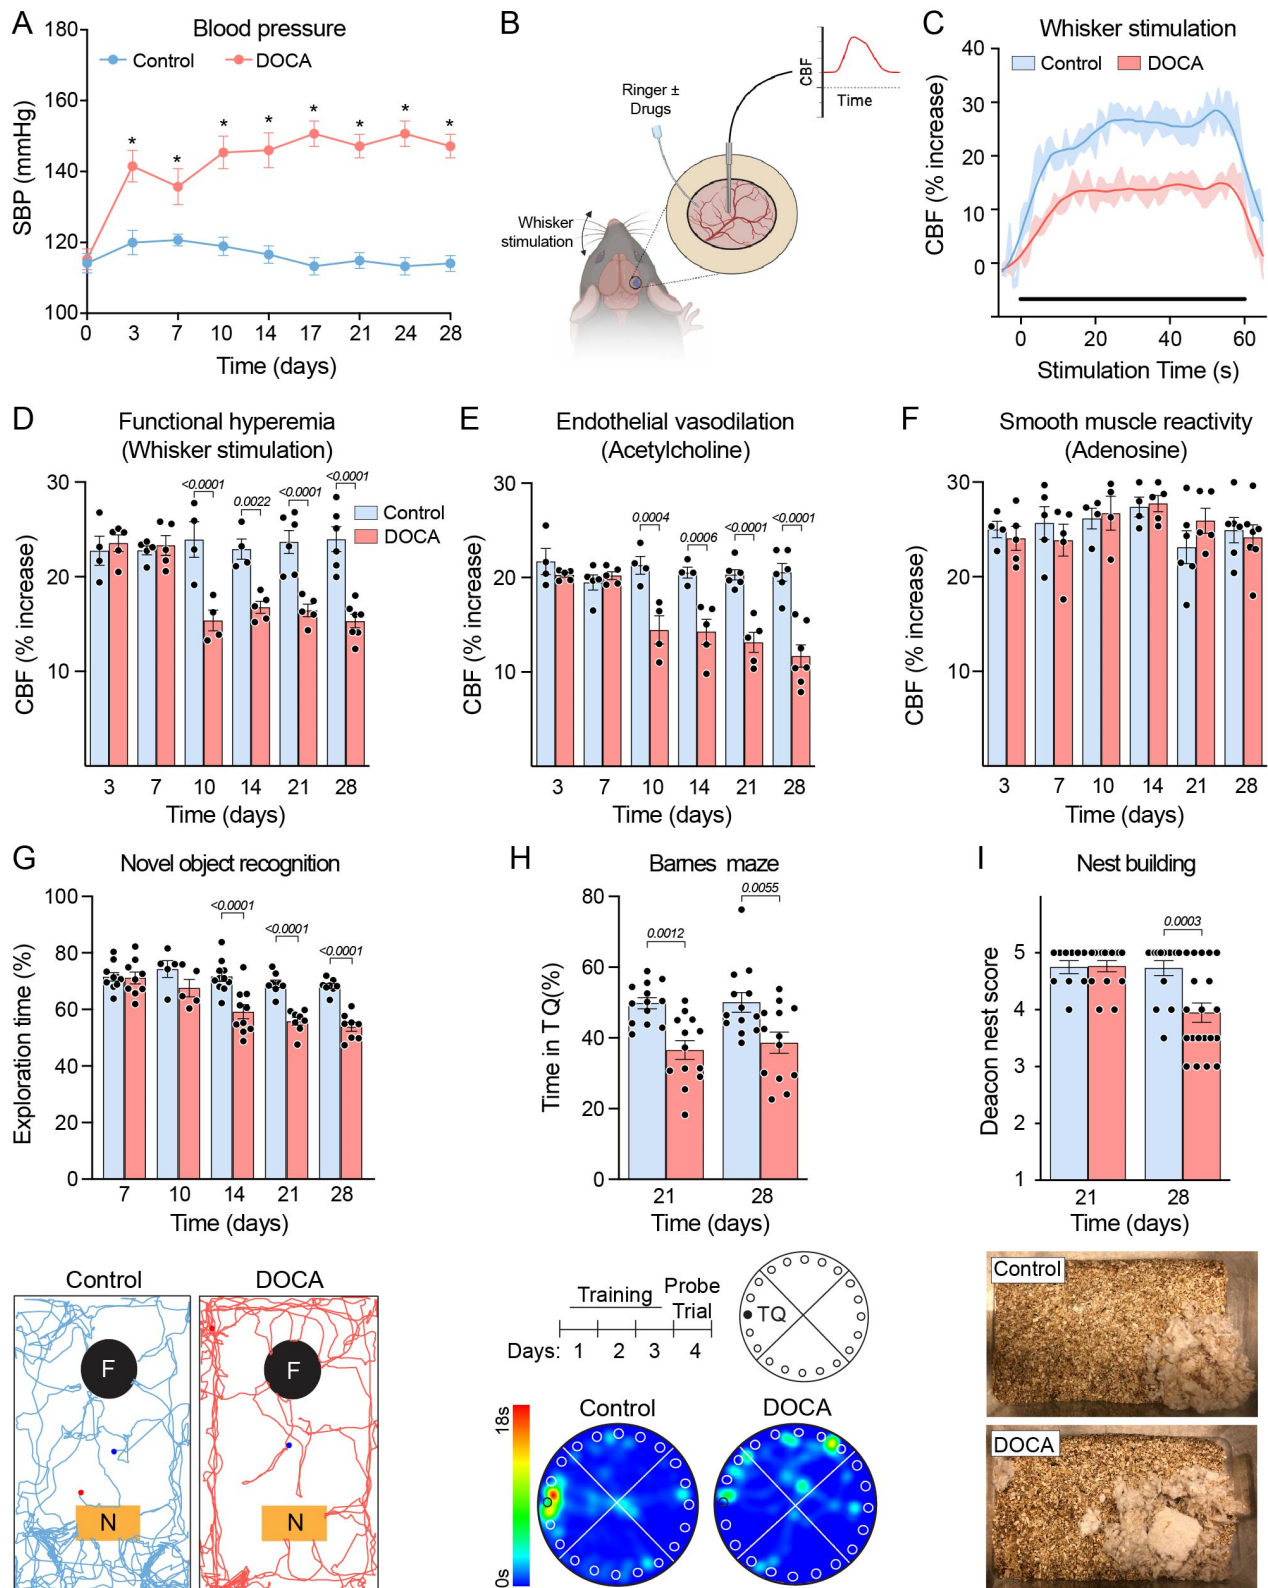 A
Blood pressure
Control
DOCA
SBP (mmHg)
180
160
140
120
100
* * * * * * * *
0 3 7 10 14 17 21 24 28
Time (days)
B
Ringer ±
Drugs
Whisker
stimulation
CBF
Time
C
Whisker stimulation
Control
DOCA
CBF (% increase)
40
30
20
10
0
0 20 40 60
Stimulation Time (s)
D
Functional hyperemia
(Whisker stimulation)
CBF (% increase)
30
20
10
<0.0001
0.0022
<0.0001
<0.0001
Control
DOCA
3 7 10 14 21 28
Time (days)
E
Endothelial vasodilation
(Acetylcholine)
CBF (% increase)
30
20
10
0.0004
0.0006
<0.0001
<0.0001
3 7 10 14 21 28
Time (days)
F
Smooth muscle reactivity
(Adenosine)
CBF (% increase)
30
20
10
3 7 10 14 21 28
Time (days)
G
Novel object recognition
Exploration time (%)
100
80
60
40
20
0
<0.0001
<0.0001
<0.0001
7 10 14 21 28
Time (days)
Control
DOCA
F
N
F
N
H
Barnes maze
Time in TQ(%)
80
60
40
20
0
0.0012
0.0055
21 28
Time (days)
Training
Probe
Trial
Days: 1 2 3 4
TQ
Control
DOCA
18s
0s
I
Nest building
Deacon nest score
5
4
3
2
1
0.0003
21 28
Time (days)
Control
DOCA